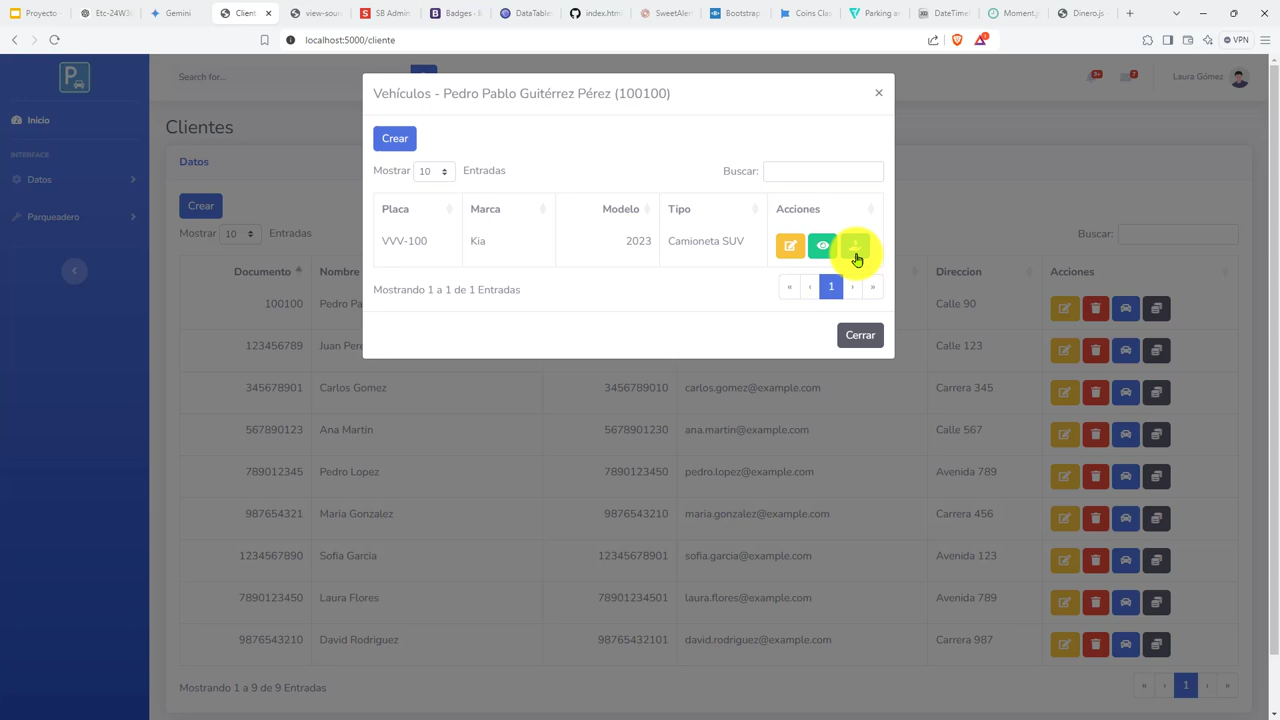 Proyecto -
Etc-24W3
Gemini
Client
view-sour
SB Admin
Badges - B
DataTable
index.htm
SweetAler
Bootstrap
Coins Clas
Parking ar
DateTime
Moment.j
Dinero.js -
localhost:5000/cliente
VPN
P
Search for...
9+
7
Laura Gómez
Inicio
INTERFACE
Datos
Parqueadero
Clientes
Datos
Crear
Mostrar 10 Entradas
Buscar:
Documento Nombre Direccion Acciones
100100 Pedro Pa Calle 90
123456789 Juan Pere Calle 123
345678901 Carlos Gomez 3456789010 carlos.gomez@example.com Carrera 345
567890123 Ana Martin 5678901230 ana.martin@example.com Calle 567
789012345 Pedro Lopez 7890123450 pedro.lopez@example.com Avenida 789
987654321 Maria Gonzalez 9876543210 maria.gonzalez@example.com Carrera 456
1234567890 Sofia Garcia 12345678901 sofia.garcia@example.com Avenida 123
7890123450 Laura Flores 78901234501 laura.flores@example.com Avenida 789
9876543210 David Rodriguez 98765432101 david.rodriguez@example.com Carrera 987
Mostrando 1 a 9 de 9 Entradas
« ‹ 1 › »
Vehículos - Pedro Pablo Guitérrez Pérez (100100)
×
Crear
Mostrar 10 Entradas
Buscar:
Placa Marca Modelo Tipo Acciones
VVV-100 Kia 2023 Camioneta SUV
Mostrando 1 a 1 de 1 Entradas
« ‹ 1 › »
Cerrar